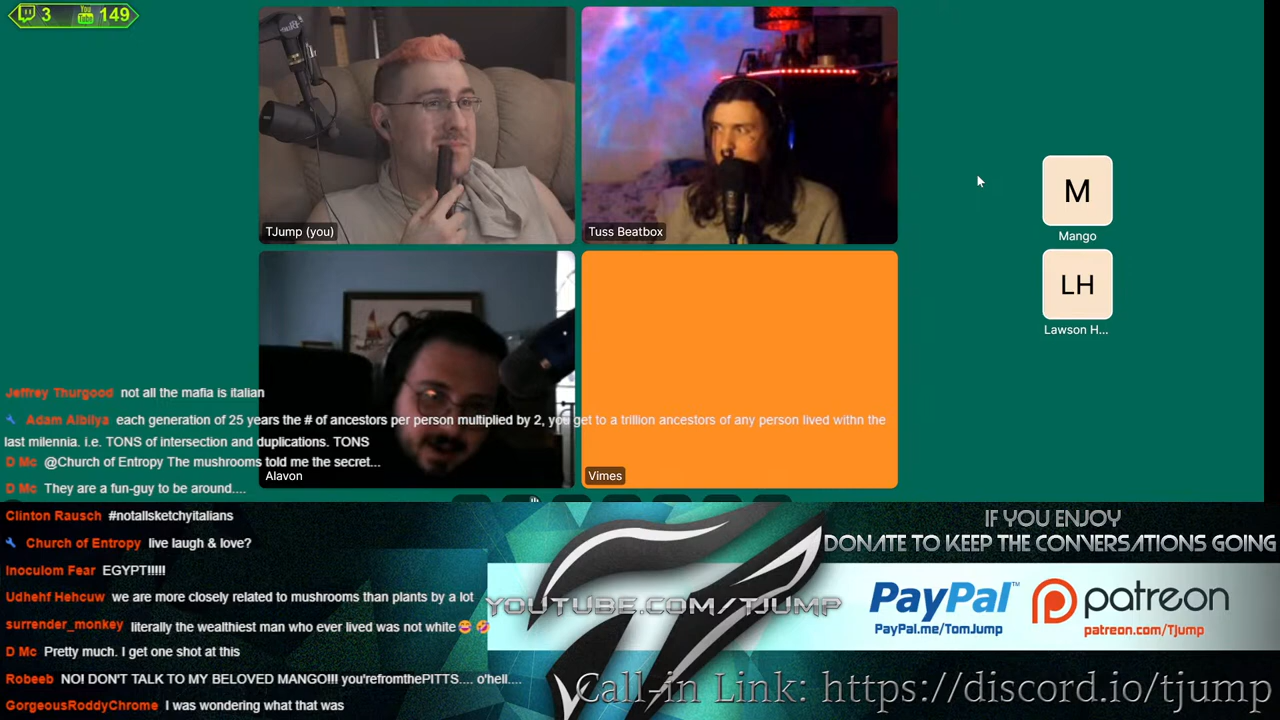 3 You Tube 149
TJump (you)
Tuss Beatbox
M
Mango
LH
Lawson H...
Alavon
Vimes
Jeffrey Thurgood not all the mafia is italian
Adam Albilya each generation of 25 years the # of ancestors per person multiplied by 2, you get to a trillion ancestors of any person lived withn the
last milennia. i.e. TONS of intersection and duplications. TONS
D Mc @Church of Entropy The mushrooms told me the secret...
D Mc They are a fun-guy to be around....
Clinton Rausch #notallsketchyitalians
Church of Entropy live laugh & love?
Inoculom Fear EGYPT!!!!!
Udhehf Hehcuw we are more closely related to mushrooms than plants by a lot
surrender_monkey literally the wealthiest man who ever lived was not white😂🤣
D Mc Pretty much. I get one shot at this
Robeeb NO! DON'T TALK TO MY BELOVED MANGO!!! you'refromthePITTS.... o'hell....
GorgeousRoddyChrome I was wondering what that was
IF YOU ENJOY
DONATE TO KEEP THE CONVERSATIONS GOING
YOUTUBE.COM/TJUMP
PayPal™
PayPal.me/TomJump
patreon
patreon.com/Tjump
Call-in Link: https://discord.io/tjump